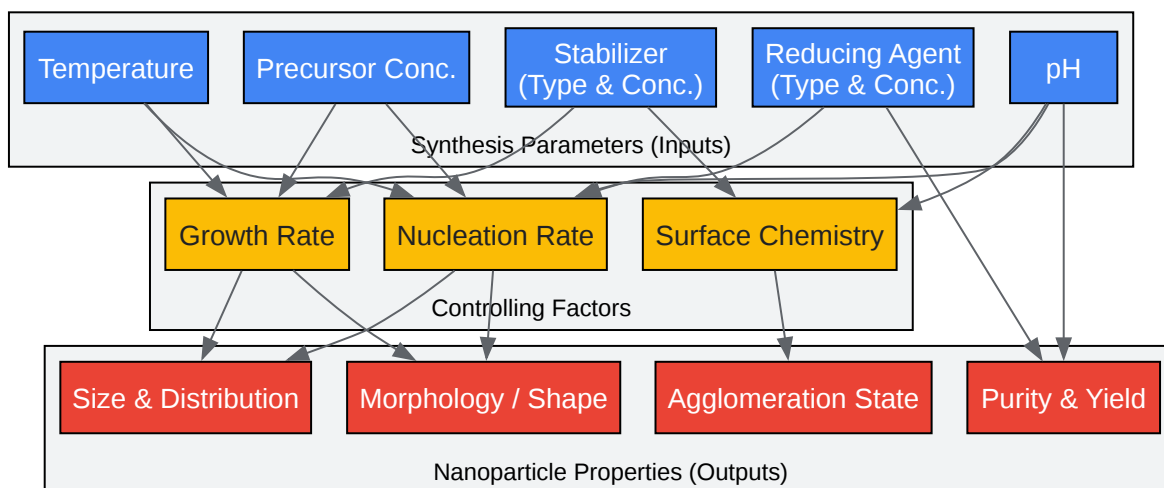 Temperature
Precursor Conc.
Stabilizer
(Type & Conc.)
Reducing Agent
(Type & Conc.)
pH
Synthesis Parameters (Inputs)
Growth Rate
Nucleation Rate
Surface Chemistry
Controlling Factors
Size & Distribution
Morphology / Shape
Agglomeration State
Purity & Yield
Nanoparticle Properties (Outputs)